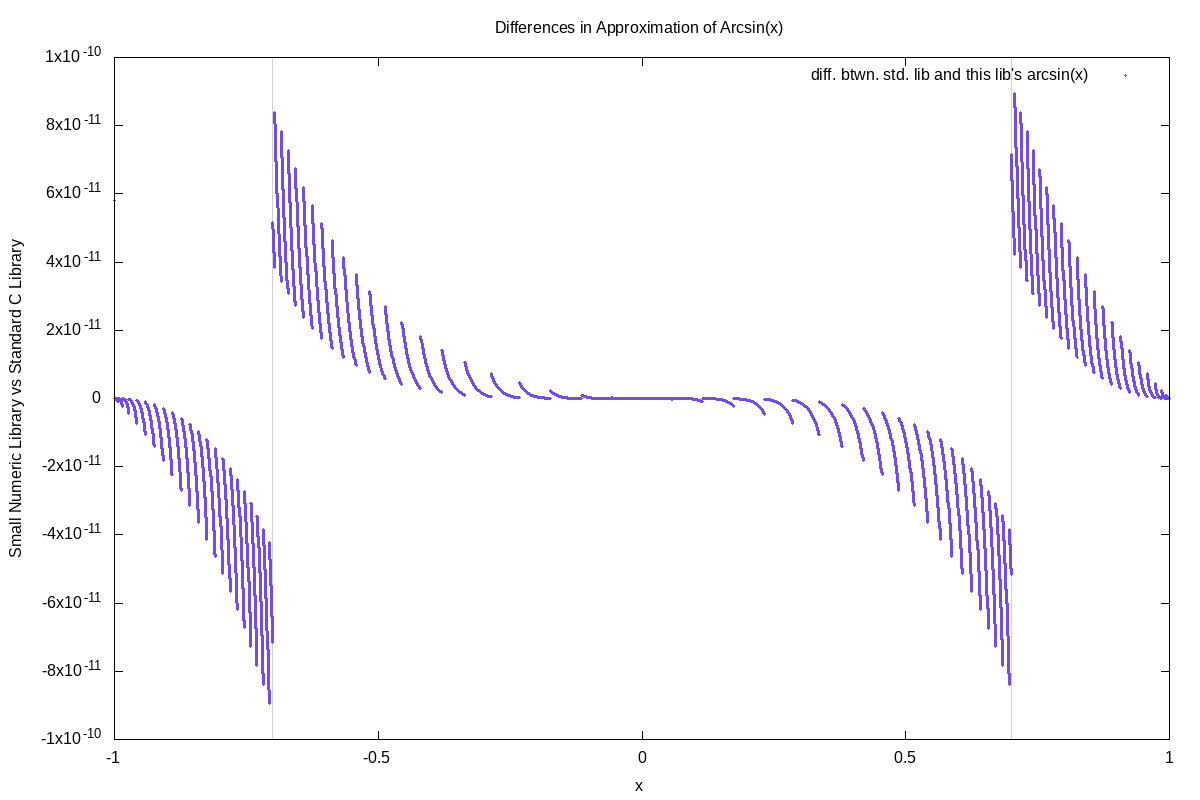 Differences in Approximation of Arcsin(x)
diff. btwn. std. lib and this lib's arcsin(x)
Small Numeric Library vs Standard C Library
1x10^-10
8x10^-11
6x10^-11
4x10^-11
2x10^-11
0
-2x10^-11
-4x10^-11
-6x10^-11
-8x10^-11
-1x10^-10
-1 -0.5 0 0.5 1
x